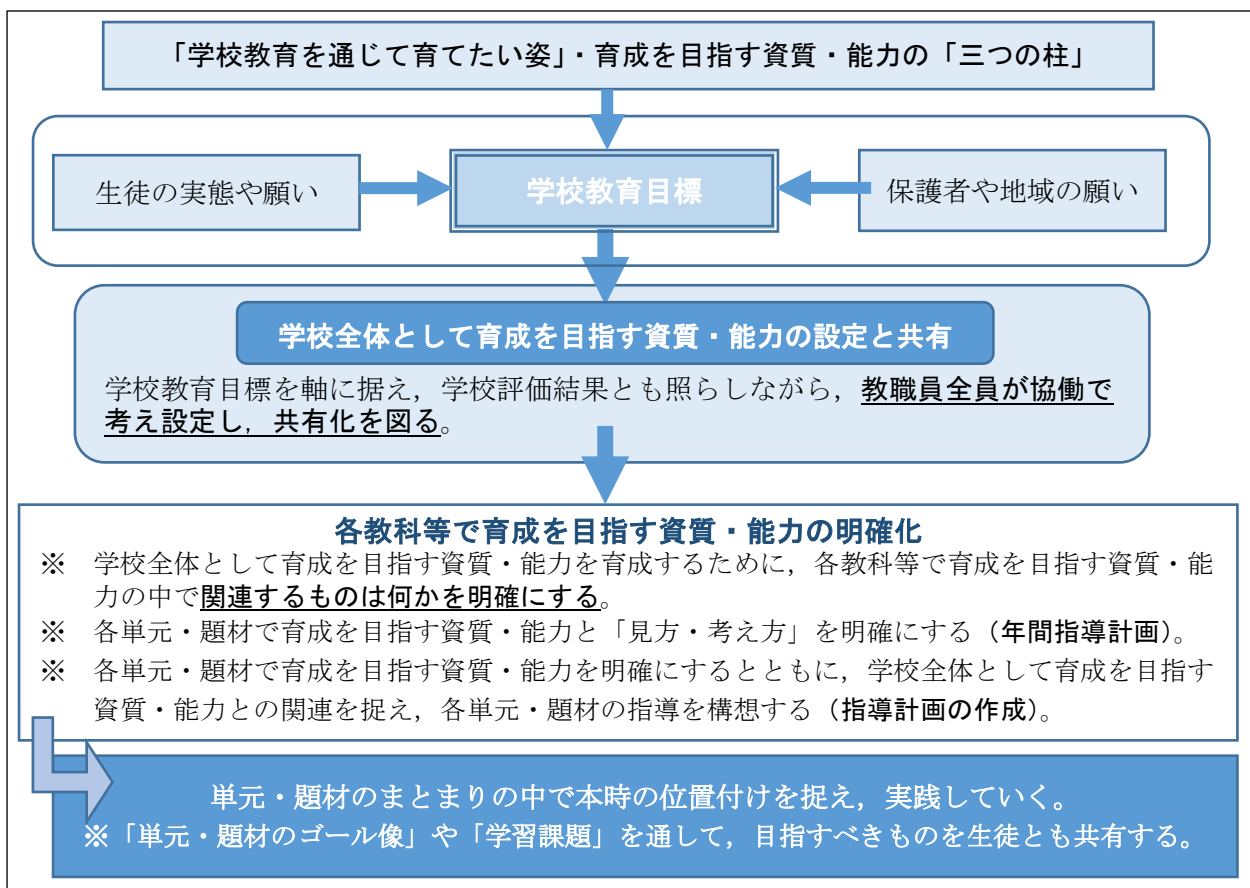 「学校教育を通じて育てたい姿」・育成を目指す資質・能力の「三つの柱」
生徒の実態や願い
学校教育目標
保護者や地域の願い
学校全体として育成を目指す資質・能力の設定と共有
学校教育目標を軸に据え，学校評価結果とも照らしながら，教職員全員が協働で
考え設定し，共有化を図る。
各教科等で育成を目指す資質・能力の明確化
※　学校全体として育成を目指す資質・能力を育成するために，各教科等で育成を目指す資質・能
力の中で関連するものは何かを明確にする。
※　各単元・題材で育成を目指す資質・能力と「見方・考え方」を明確にする（年間指導計画）。
※　各単元・題材で育成を目指す資質・能力を明確にするとともに，学校全体として育成を目指す
資質・能力との関連を捉え，各単元・題材の指導を構想する（指導計画の作成）。
単元・題材のまとまりの中で本時の位置付けを捉え，実践していく。
※「単元・題材のゴール像」や「学習課題」を通して，目指すべきものを生徒とも共有する。